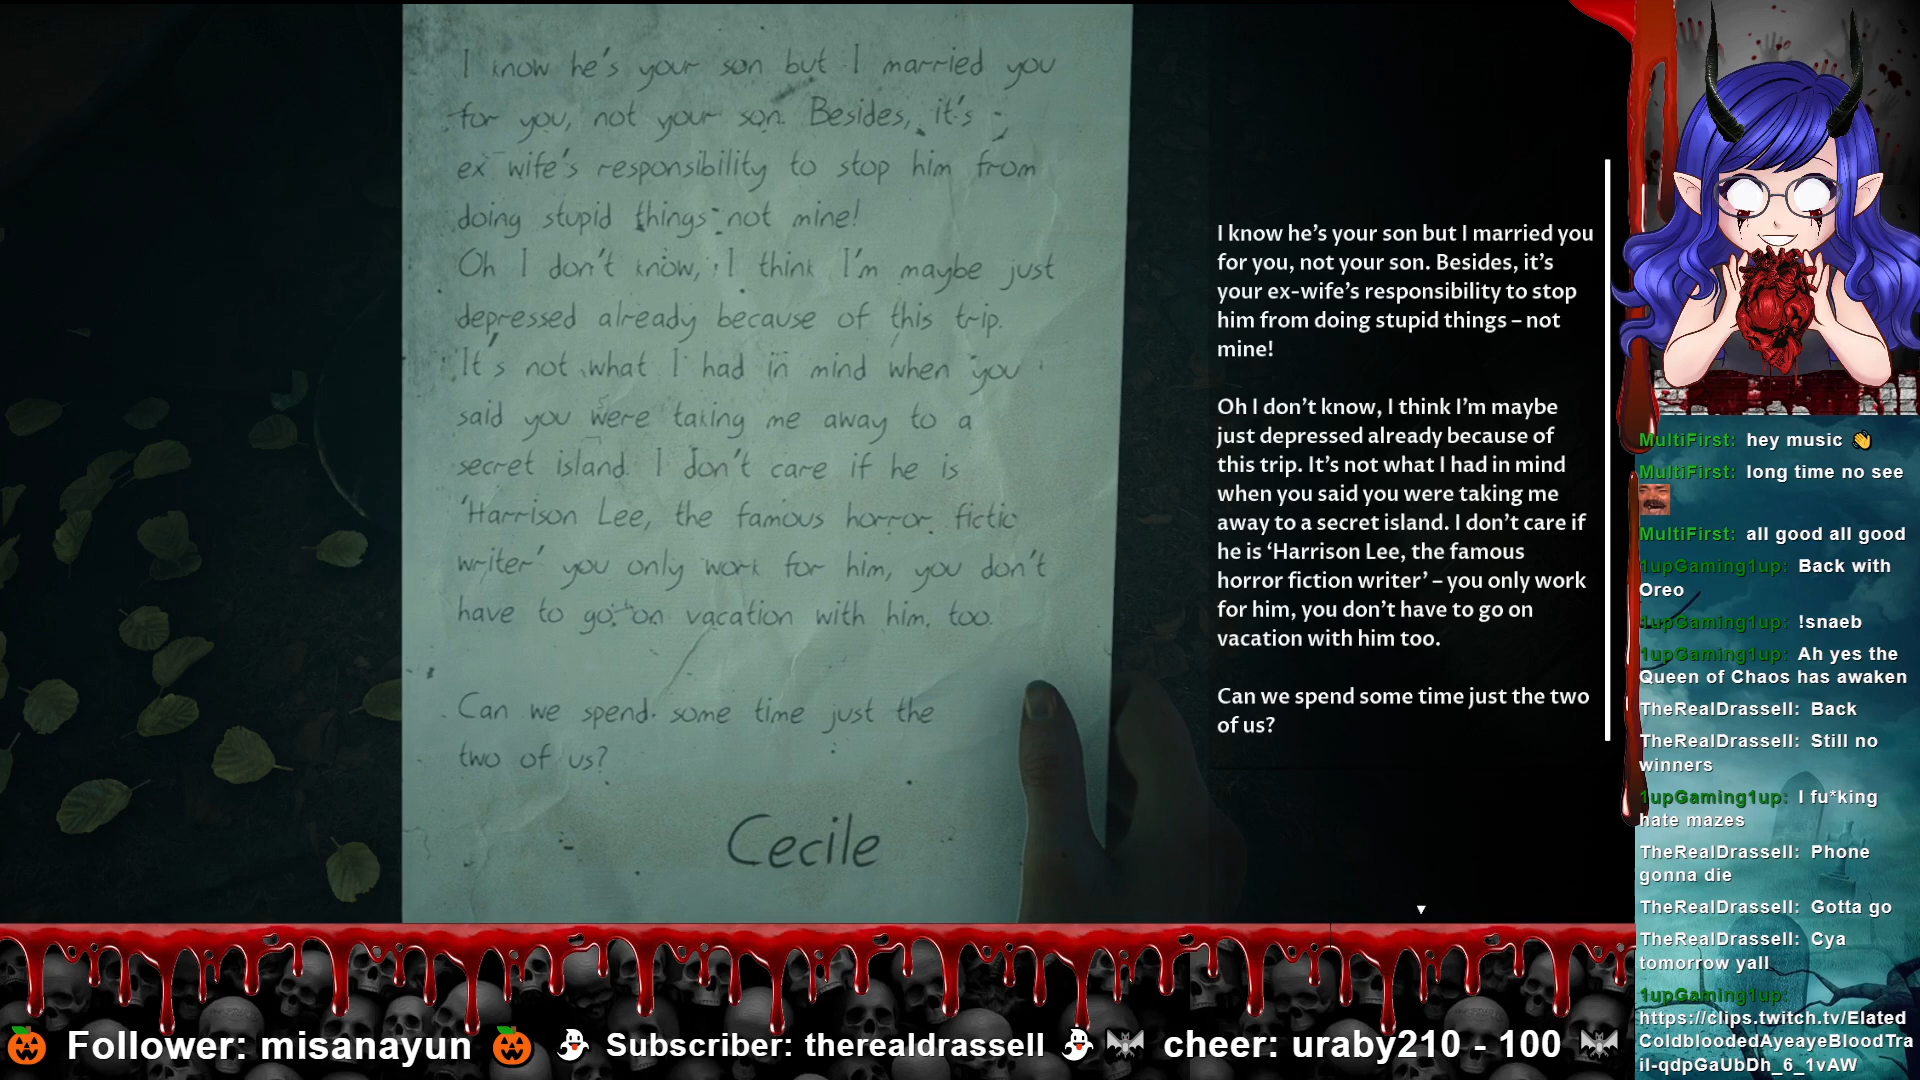 I know he's your son but I married you
for you, not your son. Besides, it's
ex wife's responsibility to stop him from
doing stupid things - not mine!
Oh I don't know, I think I'm maybe just
depressed already because of this trip.
It's not what I had in mind when you
said you were taking me away to a
secret island. I don't care if he is
'Harrison Lee, the famous horror fictic
writer' you only work for him, you don't
have to go on vacation with him. too.
Can we spend some time just the
two of us?
Cecile
I know he's your son but I married you
for you, not your son. Besides, it's
your ex-wife's responsibility to stop
him from doing stupid things – not
mine!
Oh I don't know, I think I'm maybe
just depressed already because of
this trip. It's not what I had in mind
when you said you were taking me
away to a secret island. I don't care if
he is ‘Harrison Lee, the famous
horror fiction writer’ – you only work
for him, you don't have to go on
vacation with him too.
Can we spend some time just the two
of us?
MultiFirst: hey music 👋
MultiFirst: long time no see
MultiFirst: all good all good
1upGaming1up: Back with
Oreo
1upGaming1up: !snaeb
1upGaming1up: Ah yes the
Queen of Chaos has awaken
TheRealDrassell: Back
TheRealDrassell: Still no
winners
1upGaming1up: I fu*king
hate mazes
TheRealDrassell: Phone
gonna die
TheRealDrassell: Gotta go
TheRealDrassell: Cya
tomorrow yall
1upGaming1up:
https://clips.twitch.tv/Elated
ColdbloodedAyeayeBloodTra
il-qdpGaUbDh_6_1vAW
Follower: misanayun
Subscriber: therealdrassell
cheer: uraby210 - 100